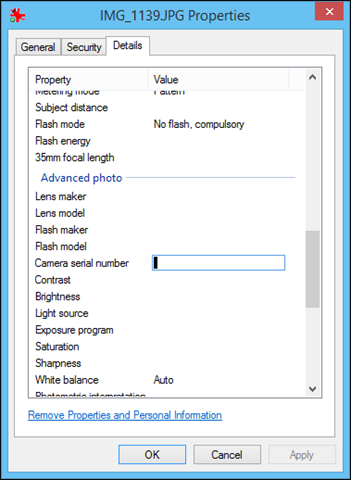 IMG_1139.JPG Properties
General Security Details
Property Value
Metering mode Pattern
Subject distance
Flash mode No flash, compulsory
Flash energy
35mm focal length
Advanced photo
Lens maker
Lens model
Flash maker
Flash model
Camera serial number
Contrast
Brightness
Light source
Exposure program
Saturation
Sharpness
White balance Auto
Photometric interpretation
Remove Properties and Personal Information
OK Cancel Apply